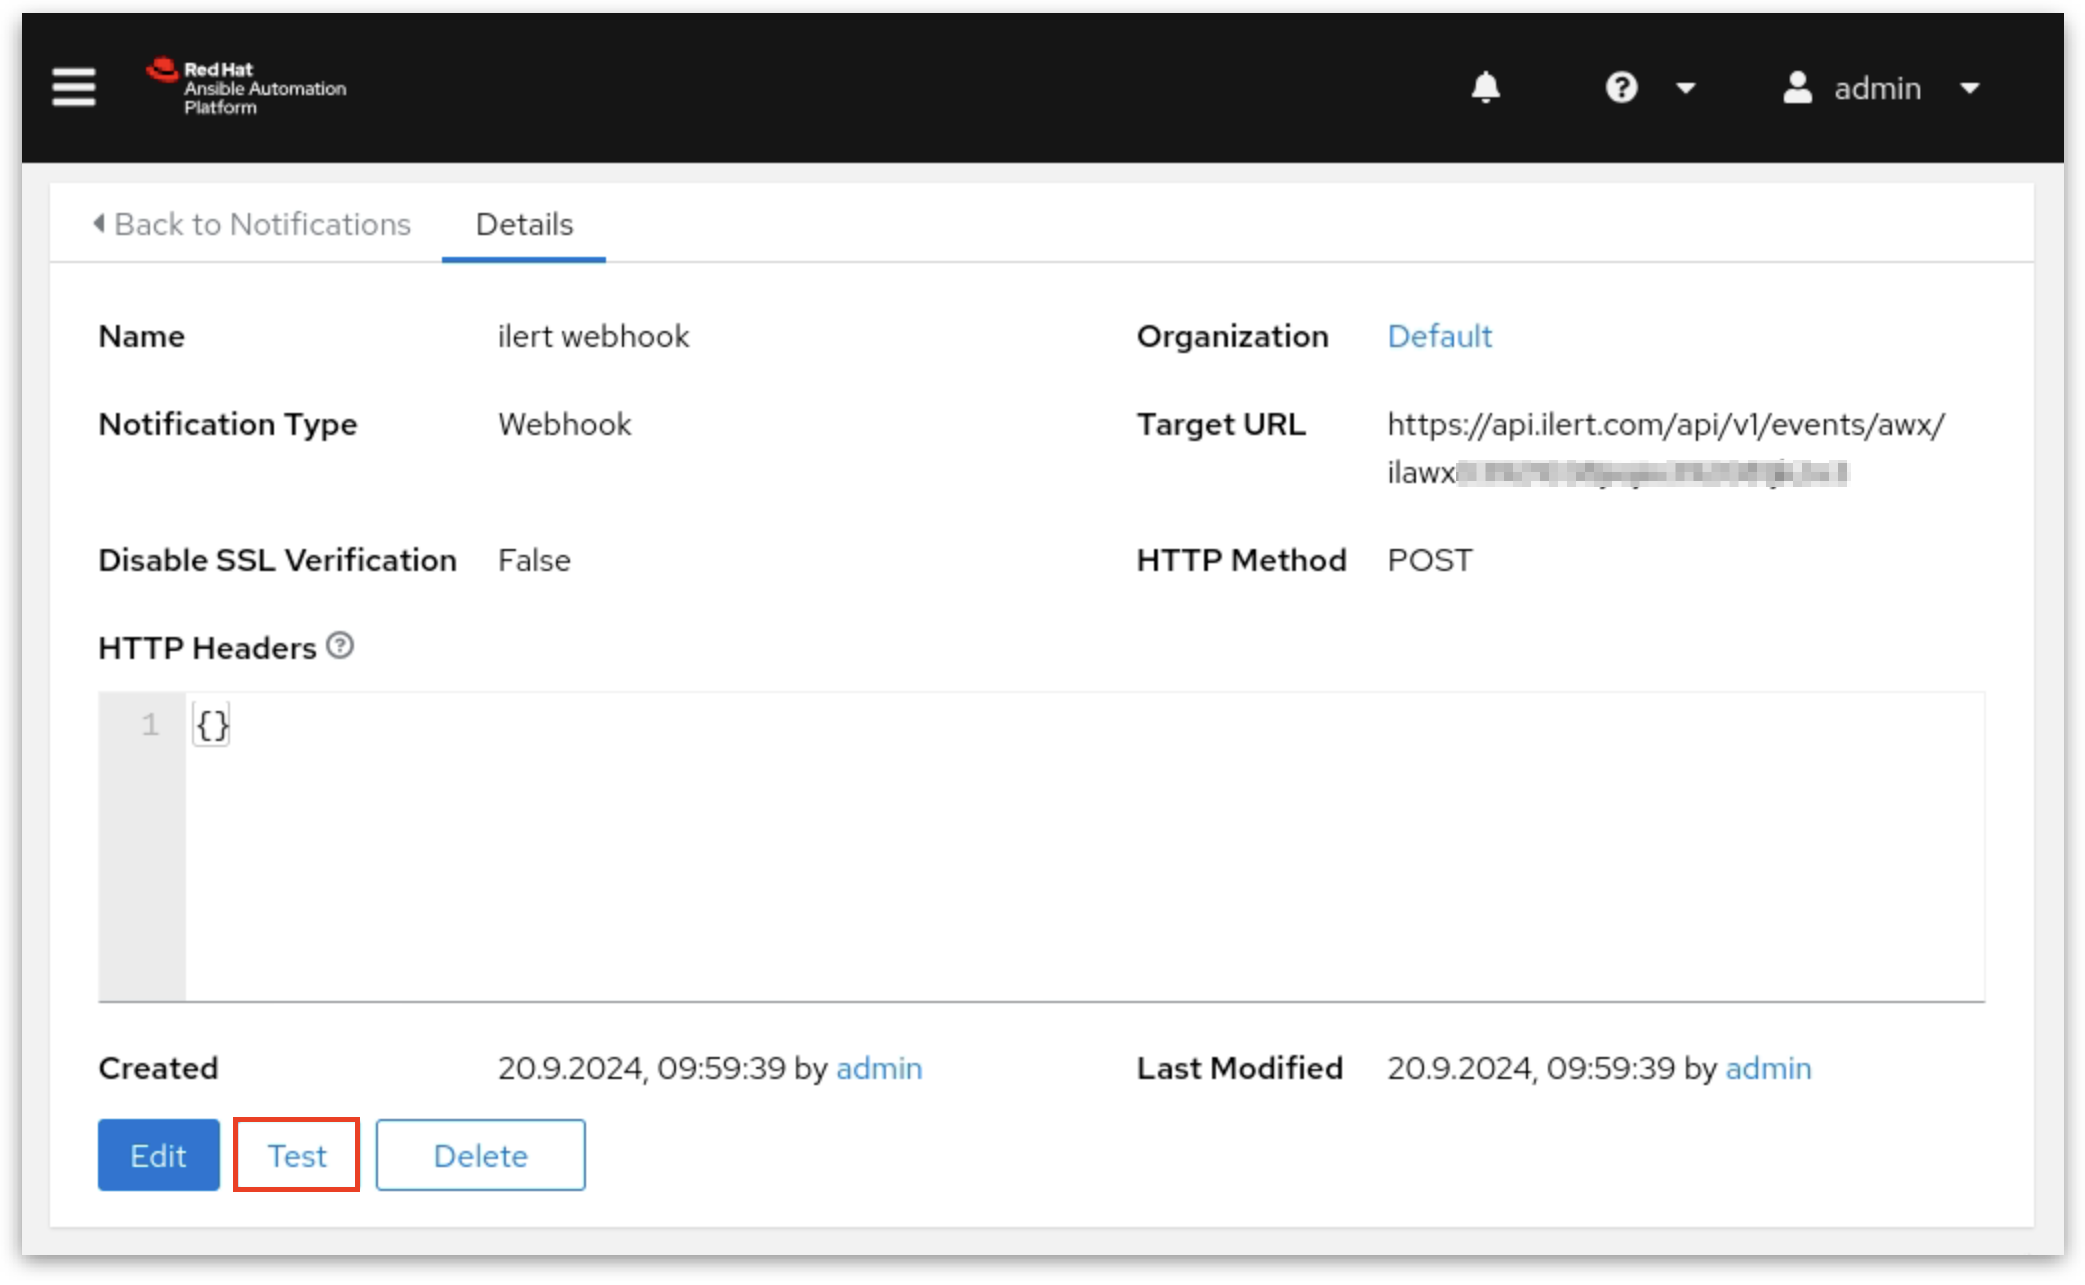 Red Hat
Ansible Automation
Platform
admin
Back to Notifications
Details
Name
ilert webhook
Organization
Default
Notification Type
Webhook
Target URL
https://api.ilert.com/api/v1/events/awx/
ilawx
Disable SSL Verification
False
HTTP Method
POST
HTTP Headers
1
{}
Created
20.9.2024, 09:59:39 by admin
Last Modified
20.9.2024, 09:59:39 by admin
Edit
Test
Delete